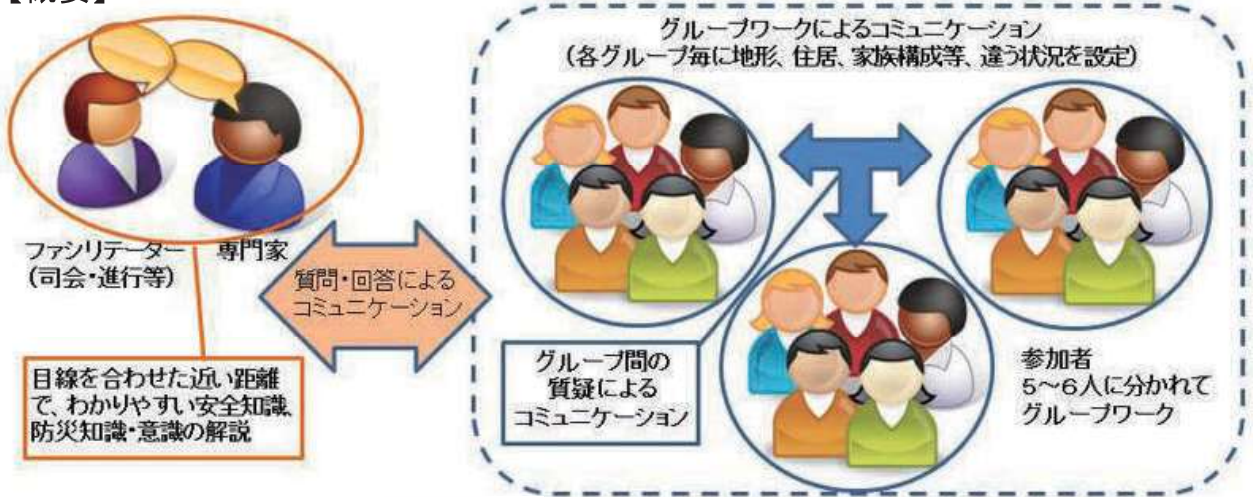 【概要】
グループワークによるコミュニケーション
(各グループ毎に地形、住居、家族構成等、違う状況を設定)
ファシリテーター
(司会・進行等)
専門家
質問・回答による
コミュニケーション
目線を合わせた近い距離
で、わかりやすい安全知識、
防災知識・意識の解説
グループ間の
質疑による
コミュニケーション
参加者
5～6人に分かれて
グループワーク